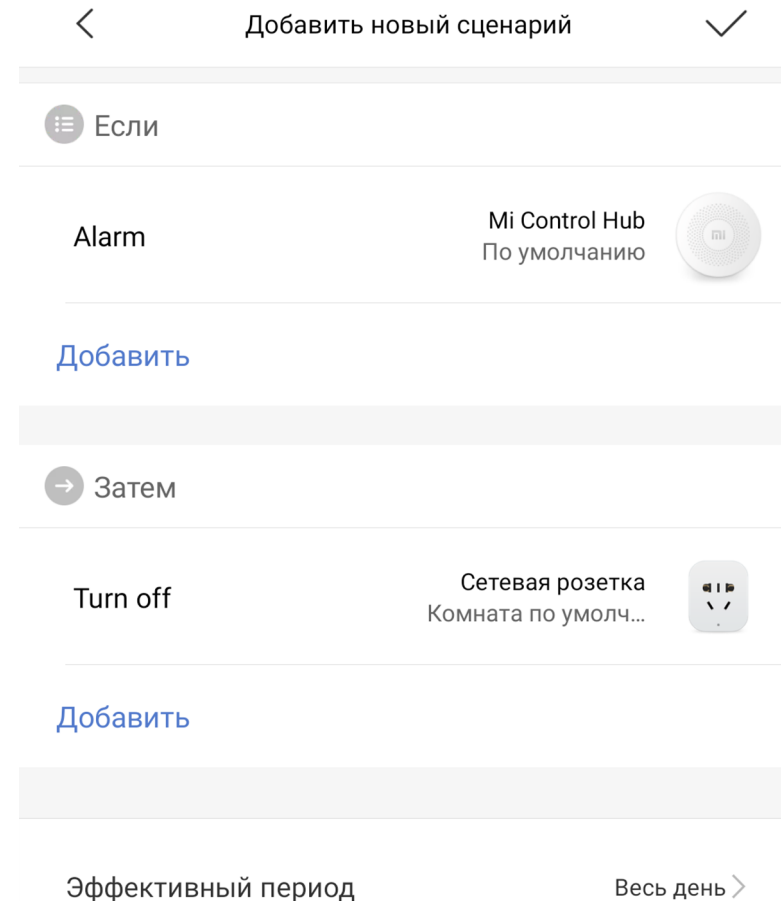 Добавить новый сценарий
Если
Alarm
Mi Control Hub
По умолчанию
Добавить
Затем
Turn off
Сетевая розетка
Комната по умолч...
Добавить
Эффективный период
Весь день